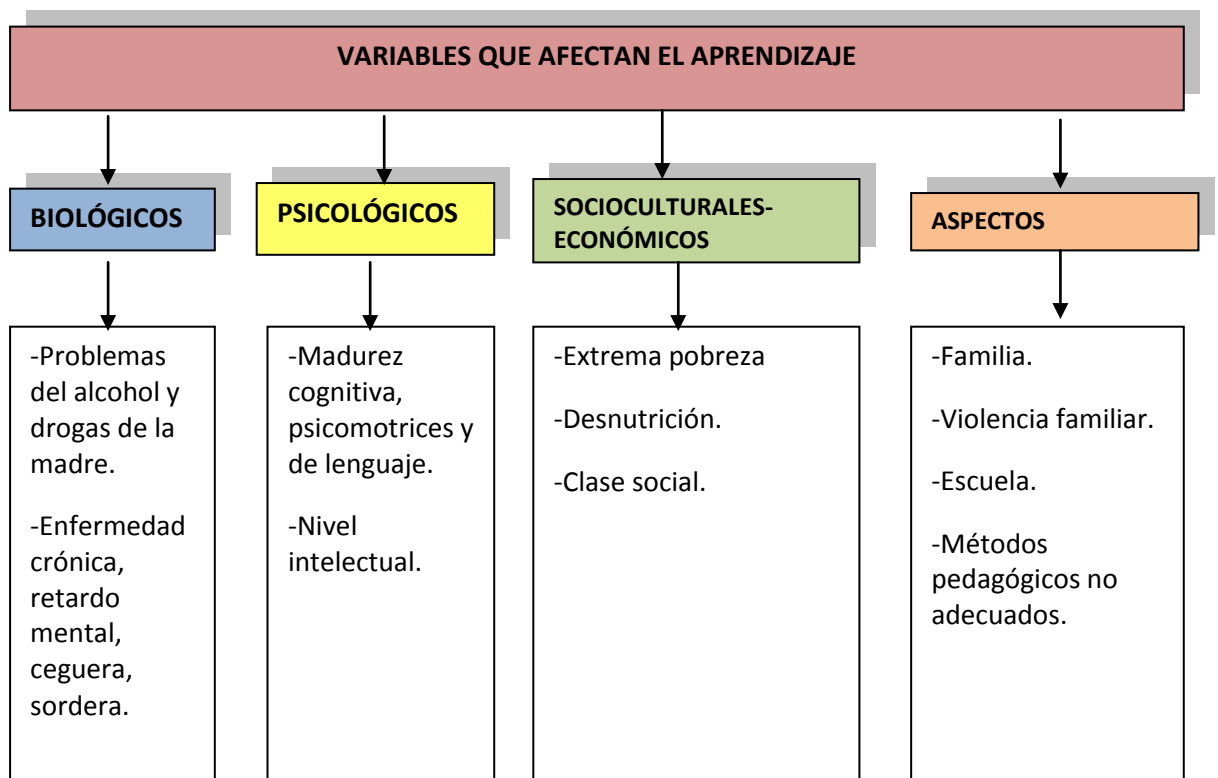 VARIABLES QUE AFECTAN EL APRENDIZAJE
BIOLÓGICOS
PSICOLÓGICOS
SOCIOCULTURALES-
ECONÓMICOS
ASPECTOS
-Problemas
del alcohol y
drogas de la
madre.
-Enfermedad
crónica,
retardo
mental,
ceguera,
sordera.
-Madurez
cognitiva,
psicomotrices y
de lenguaje.
-Nivel
intelectual.
-Extrema pobreza
-Desnutrición.
-Clase social.
-Familia.
-Violencia familiar.
-Escuela.
-Métodos
pedagógicos no
adecuados.